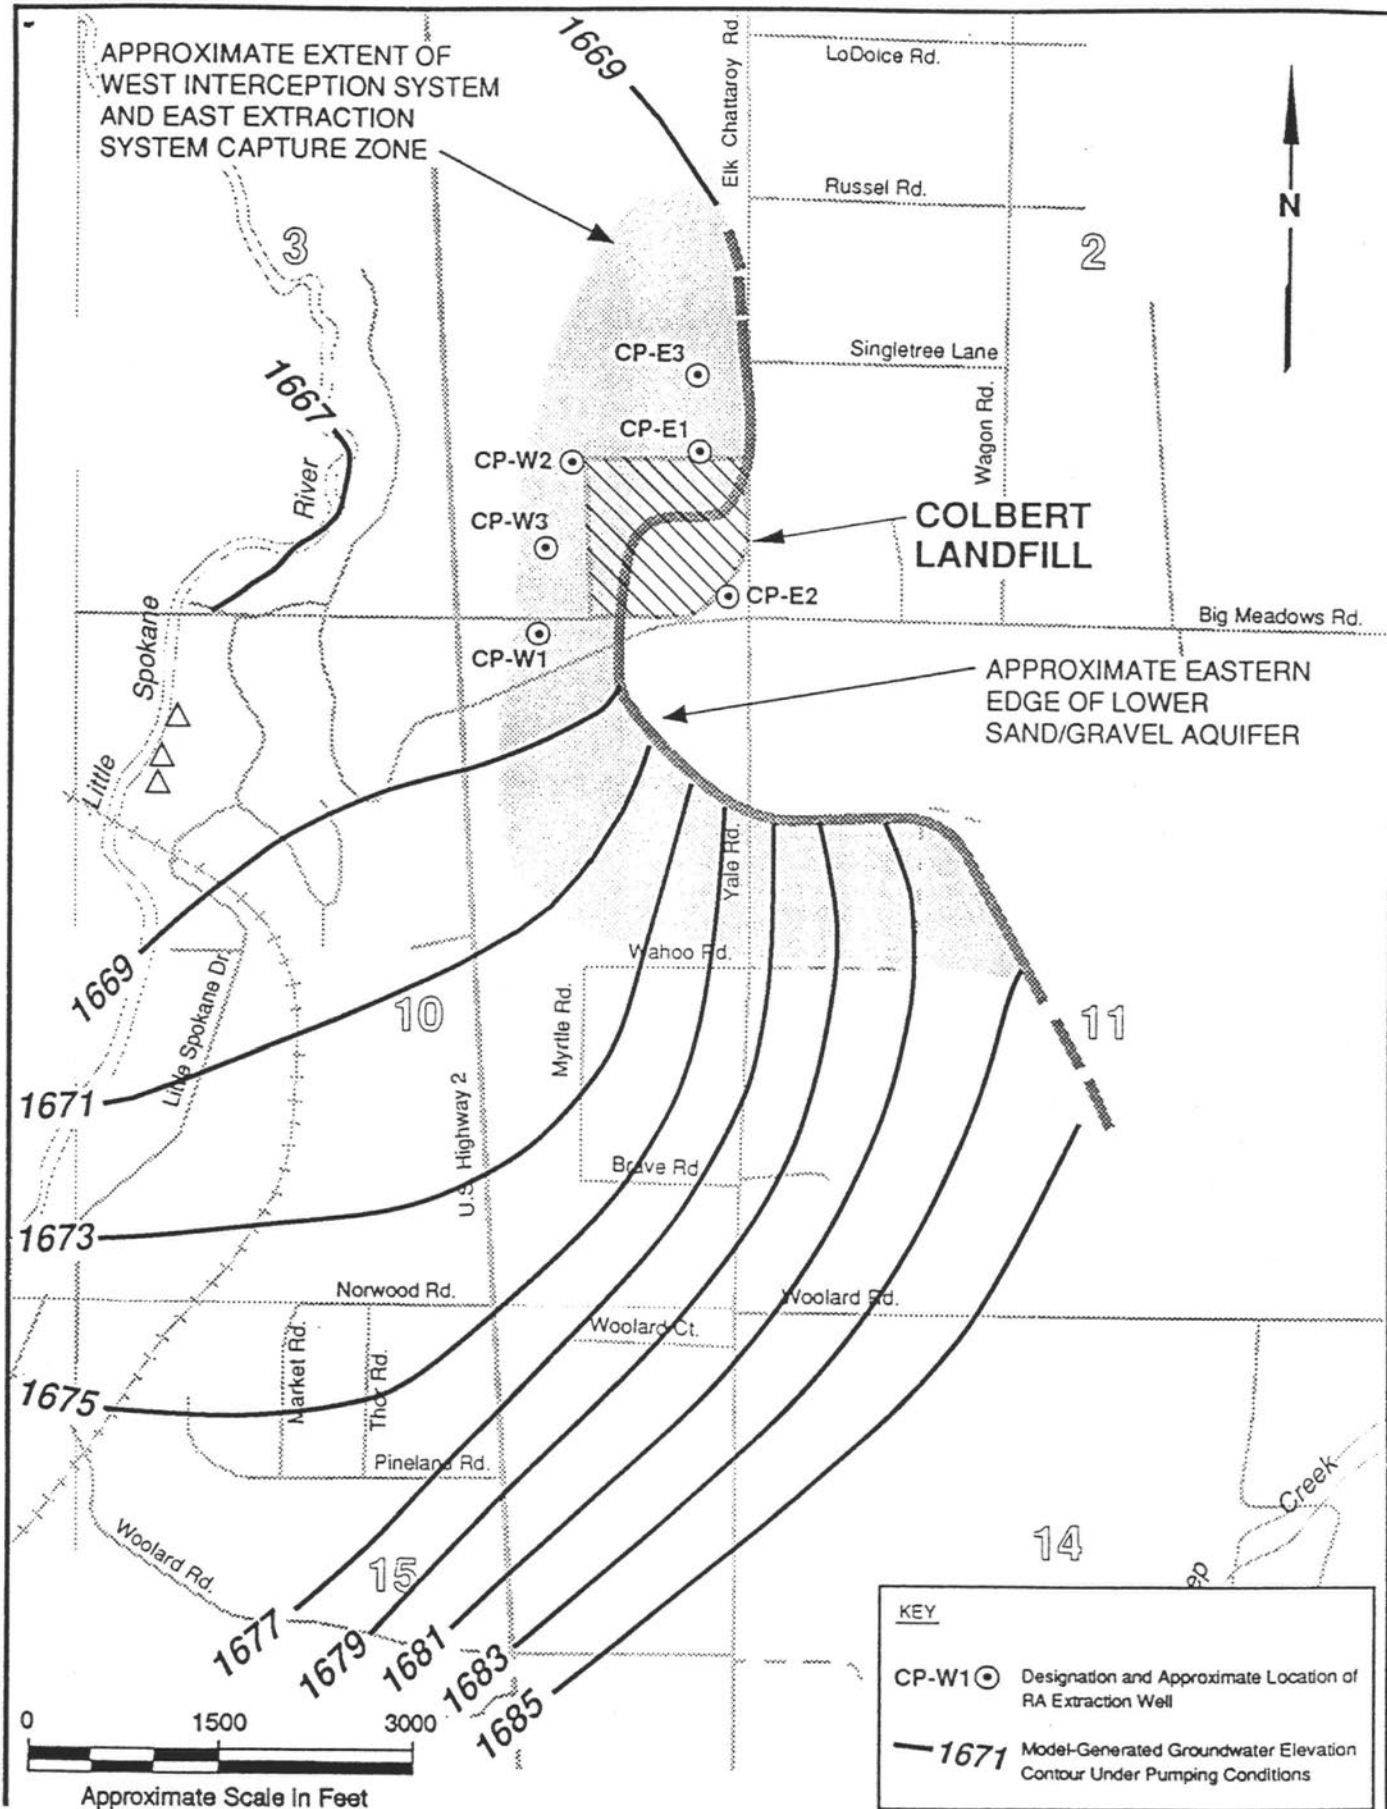 1669
APPROXIMATE EXTENT OF
WEST INTERCEPTION SYSTEM
AND EAST EXTRACTION
SYSTEM CAPTURE ZONE
Elk Chattaroy Rd.
LoDolce Rd.
Russel Rd.
N
3
2
CP-E3
Singletree Lane
1667
CP-E1
CP-W2
Wagon Rd.
River
CP-W3
COLBERT
LANDFILL
CP-E2
Big Meadows Rd.
CP-W1
Spokane
APPROXIMATE EASTERN
EDGE OF LOWER
SAND/GRAVEL AQUIFER
Little
Yale Rd.
Wahoo Rd.
1669
Little Spokane Dr.
10
Myrtle Rd.
11
1671
U.S. Highway 2
Brave Rd
1673
Norwood Rd.
Woolard Rd.
Woolard Ct.
Market Rd.
Thor Rd.
1675
Pineland Rd.
Creek
Woolard Rd.
15
14
ep
1677
1679
1681
1683
1685
KEY
CP-W1 Designation and Approximate Location of
RA Extraction Well
1671 Model-Generated Groundwater Elevation
Contour Under Pumping Conditions
0 1500 3000
Approximate Scale in Feet